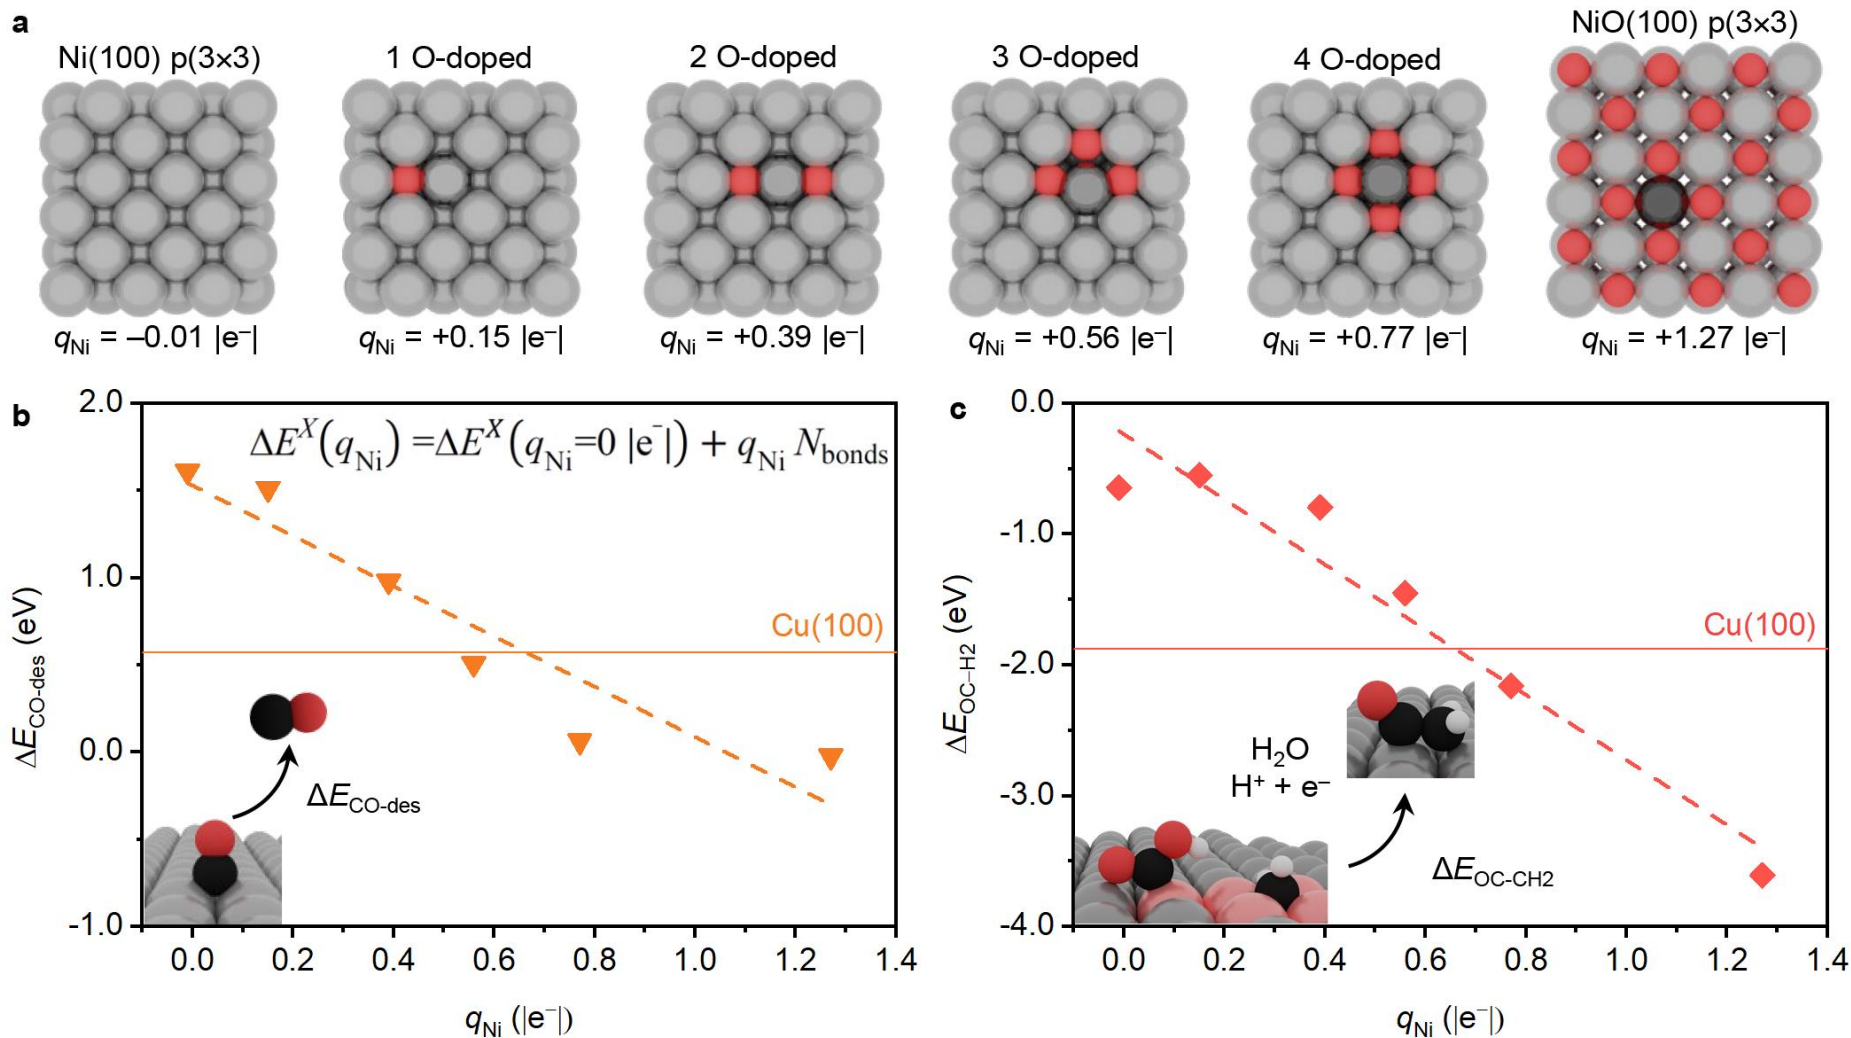 a
Ni(100) p(3×3)
1 O-doped
2 O-doped
3 O-doped
4 O-doped
NiO(100) p(3×3)
qNi = –0.01 |e–|
qNi = +0.15 |e–|
qNi = +0.39 |e–|
qNi = +0.56 |e–|
qNi = +0.77 |e–|
qNi = +1.27 |e–|
b
ΔE^X(qNi) =ΔE^X(qNi=0 |e-|) + qNi Nbonds
2.0
1.0
0.0
-1.0
ΔECO-des (eV)
Cu(100)
ΔECO-des
0.0 0.2 0.4 0.6 0.8 1.0 1.2 1.4
qNi (|e–|)
c
0.0
-1.0
-2.0
-3.0
-4.0
ΔEOC–H2 (eV)
Cu(100)
H2O
H+ + e–
ΔEOC-CH2
0.0 0.2 0.4 0.6 0.8 1.0 1.2 1.4
qNi (|e–|)